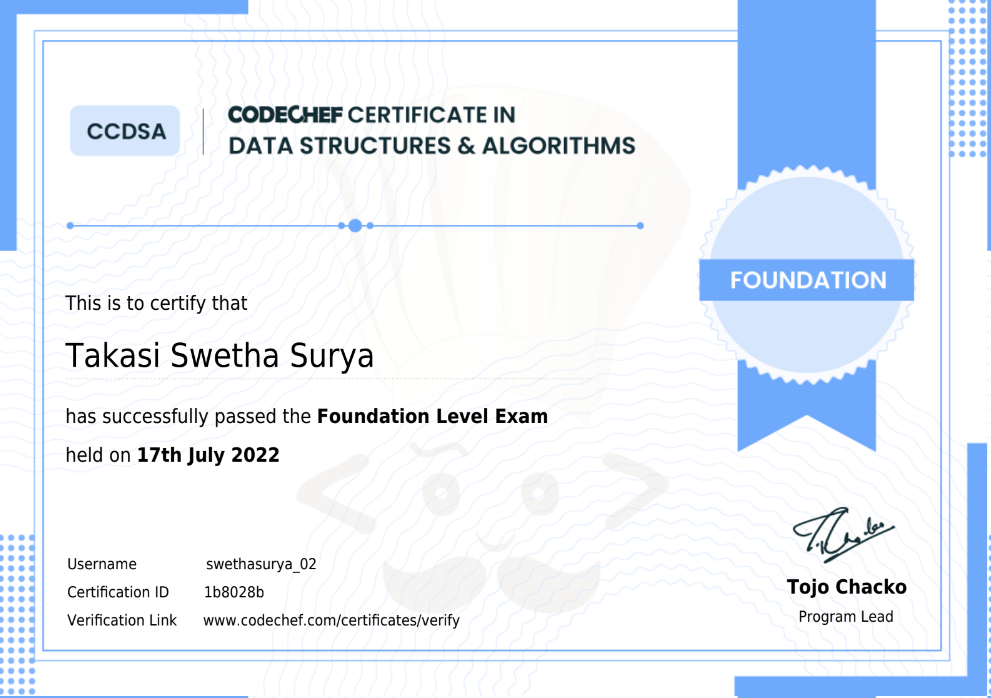 CCDSA
CODECHEF CERTIFICATE IN
DATA STRUCTURES & ALGORITHMS
FOUNDATION
This is to certify that
Takasi Swetha Surya
has successfully passed the Foundation Level Exam
held on 17th July 2022
Username swethasurya_02
Certification ID 1b8028b
Verification Link www.codechef.com/certificates/verify
Tojo Chacko
Program Lead